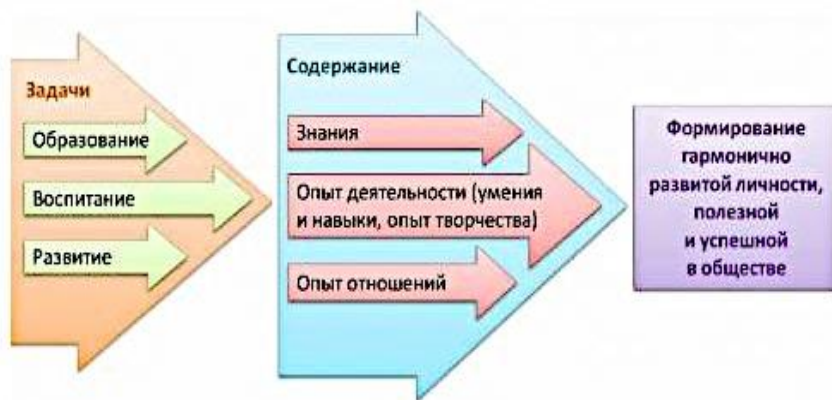 Задачи
Образование
Воспитание
Развитие
Содержание
Знания
Опыт деятельности (умения
и навыки, опыт творчества)
Опыт отношений
Формирование
гармонично
развитой личности,
полезной
и успешной
в обществе